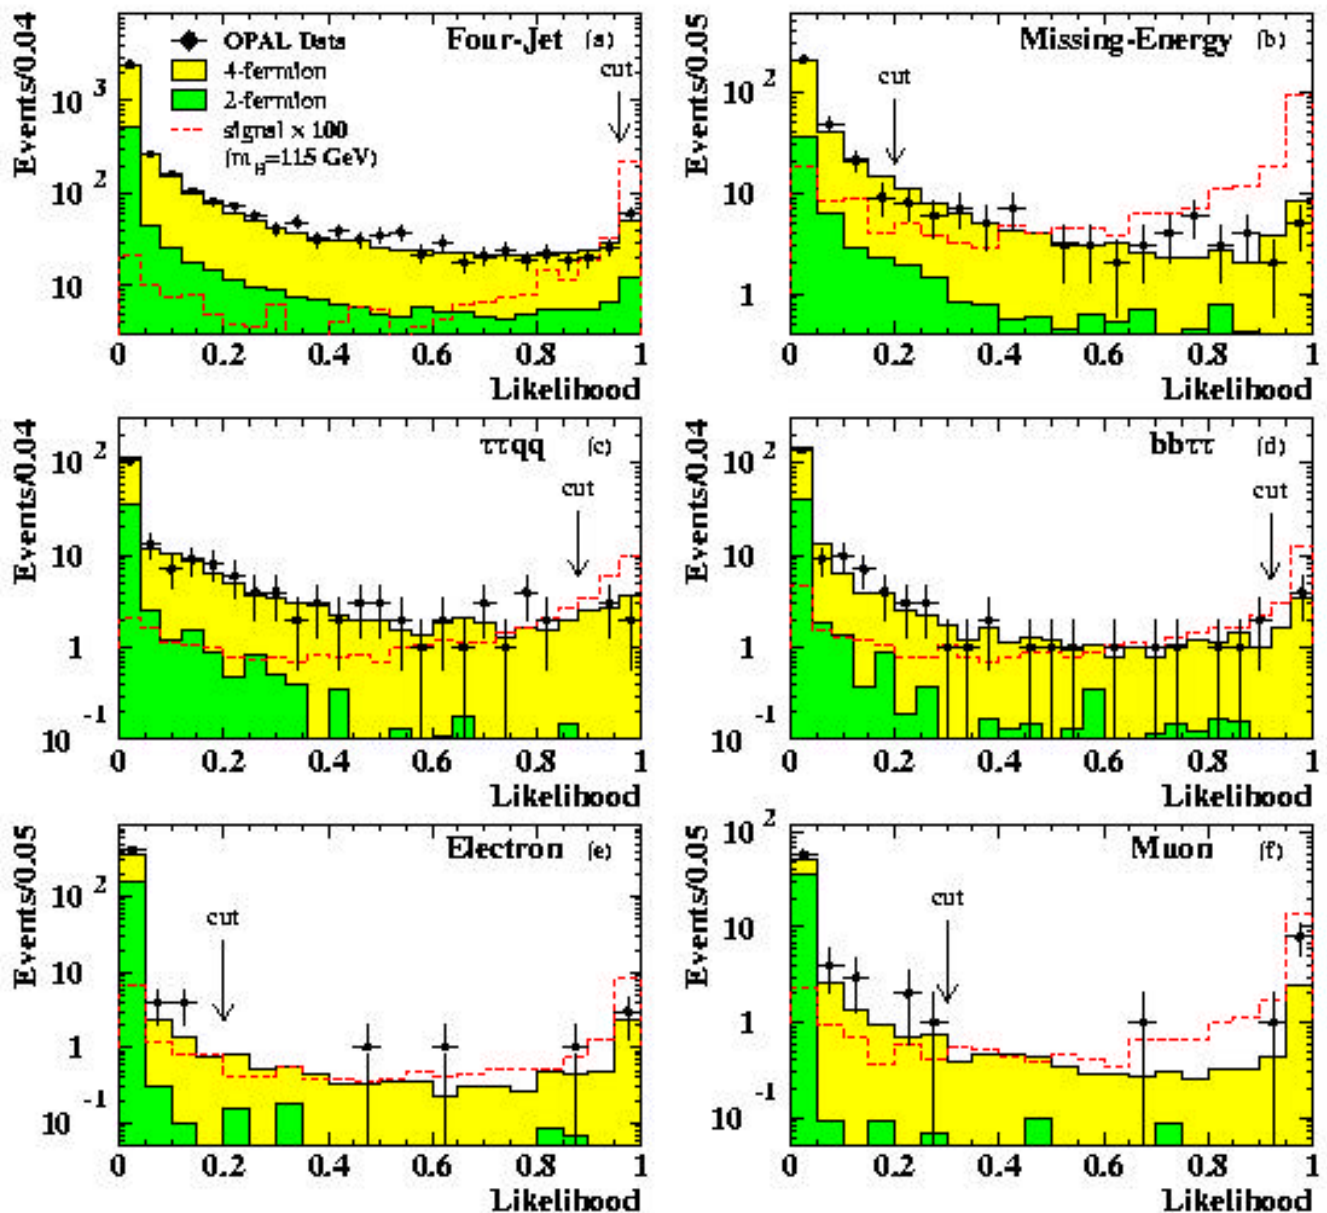 Four-Jet (a)
OPAL Data
4-fermion
2-fermion
signal x 100
(m_H=115 GeV)
cut
Events/0.04
10^3
10^2
10
0 0.2 0.4 0.6 0.8 1
Likelihood
Missing-Energy (b)
cut
Events/0.05
10^2
10
1
0 0.2 0.4 0.6 0.8 1
Likelihood
ττqq (c)
cut
Events/0.04
10^2
10
1
10^-1
0 0.2 0.4 0.6 0.8 1
Likelihood
bbττ (d)
cut
Events/0.04
10^2
10
1
10^-1
0 0.2 0.4 0.6 0.8 1
Likelihood
Electron (e)
cut
Events/0.05
10^2
10
1
10^-1
0 0.2 0.4 0.6 0.8 1
Likelihood
Muon (f)
cut
Events/0.05
10^2
10
1
10^-1
0 0.2 0.4 0.6 0.8 1
Likelihood